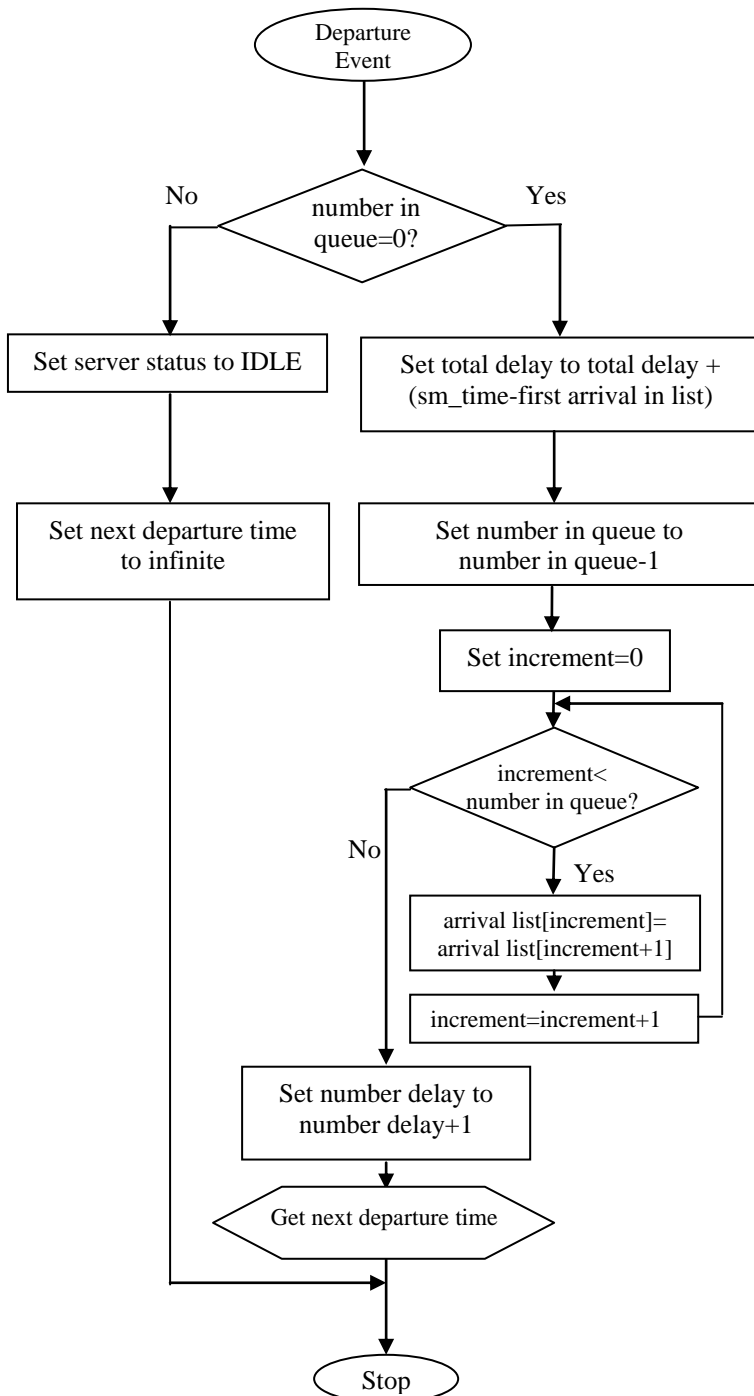 Departure
Event
No
Yes
number in
queue=0?
Set server status to IDLE
Set total delay to total delay +
(sm_time-first arrival in list)
Set next departure time
to infinite
Set number in queue to
number in queue-1
Set increment=0
increment<
number in queue?
No
Yes
arrival list[increment]=
arrival list[increment+1]
increment=increment+1
Set number delay to
number delay+1
Get next departure time
Stop